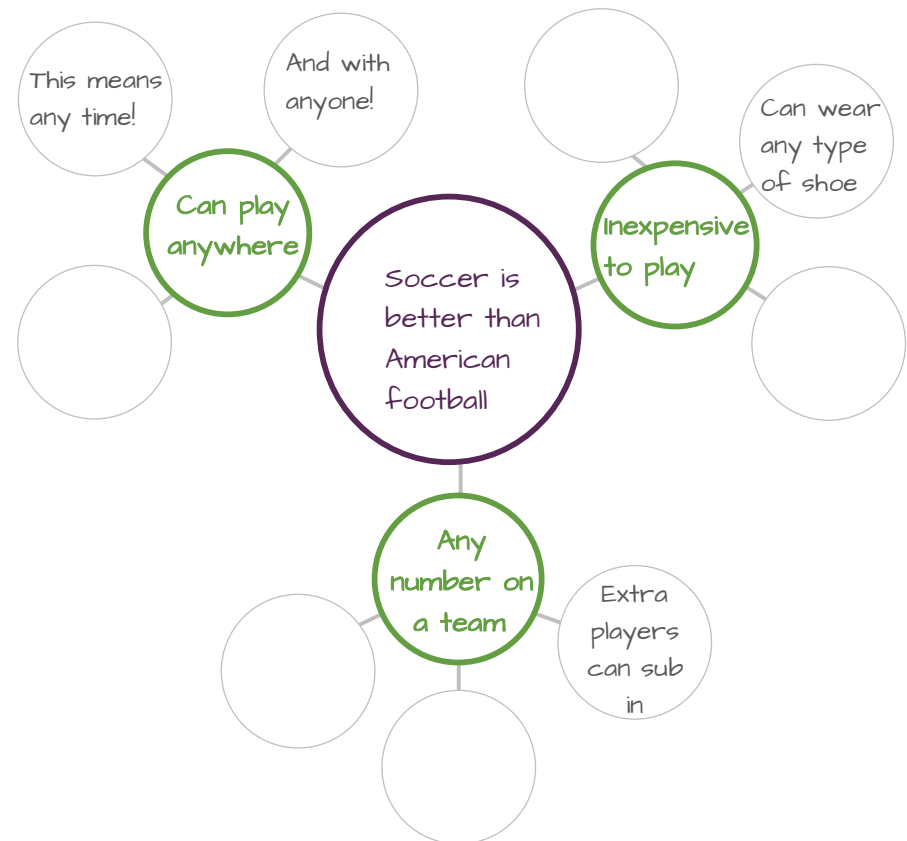 This means
any time!
And with
anyone!
Can play
anywhere
Can wear
any type
of shoe
Inexpensive
to play
Soccer is
better than
American
football
Any
number on
a team
Extra
players
can sub
in